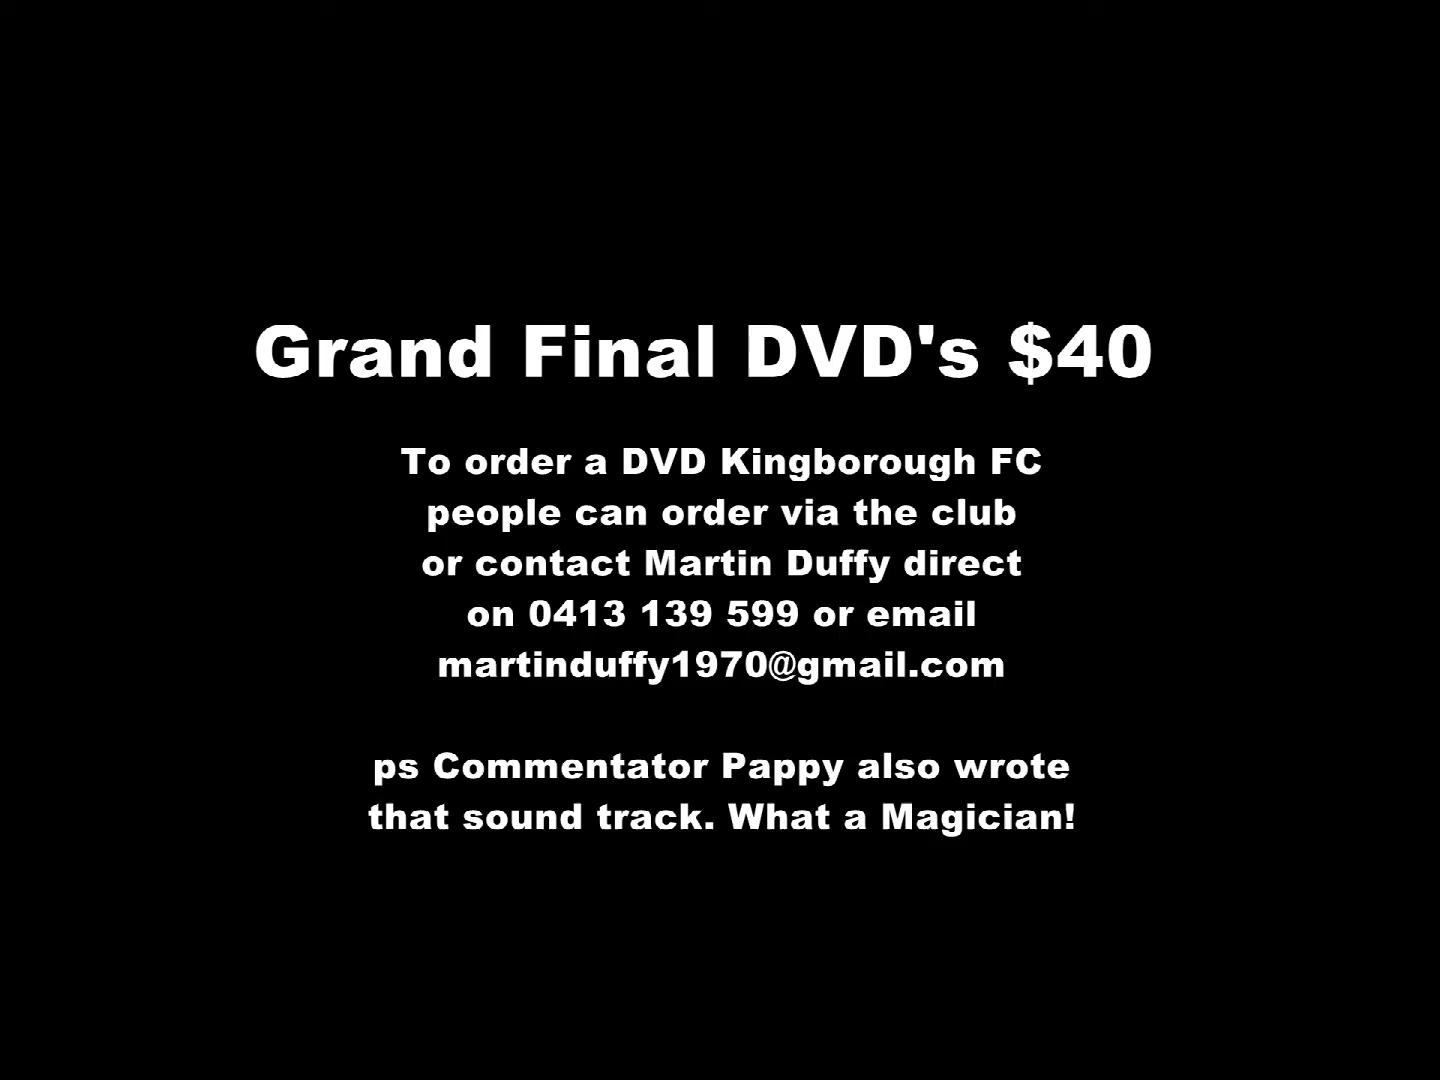 Grand Final DVD's $40
To order a DVD Kingborough FC
people can order via the club
or contact Martin Duffy direct
on 0413 139 599 or email
martinduffy1970@gmail.com
ps Commentator Pappy also wrote
that sound track. What a Magician!